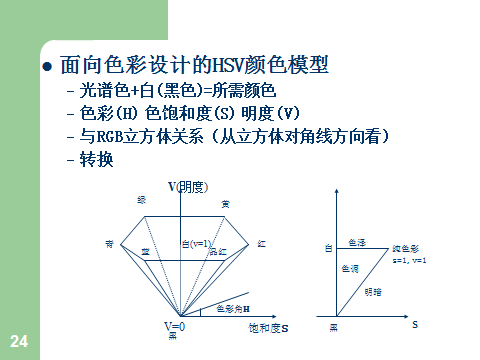 面向色彩设计的HSV颜色模型
– 光谱色+白(黑色)=所需颜色
– 色彩(H) 色饱和度(S) 明度(V)
– 与RGB立方体关系（从立方体对角线方向看）
– 转换
V(明度)
绿
黄
青
蓝
白(v=1)
品红
红
色彩角H
V=0
黑
饱和度S
白
色泽
纯色彩
s=1, v=1
色调
明暗
黑
S
24